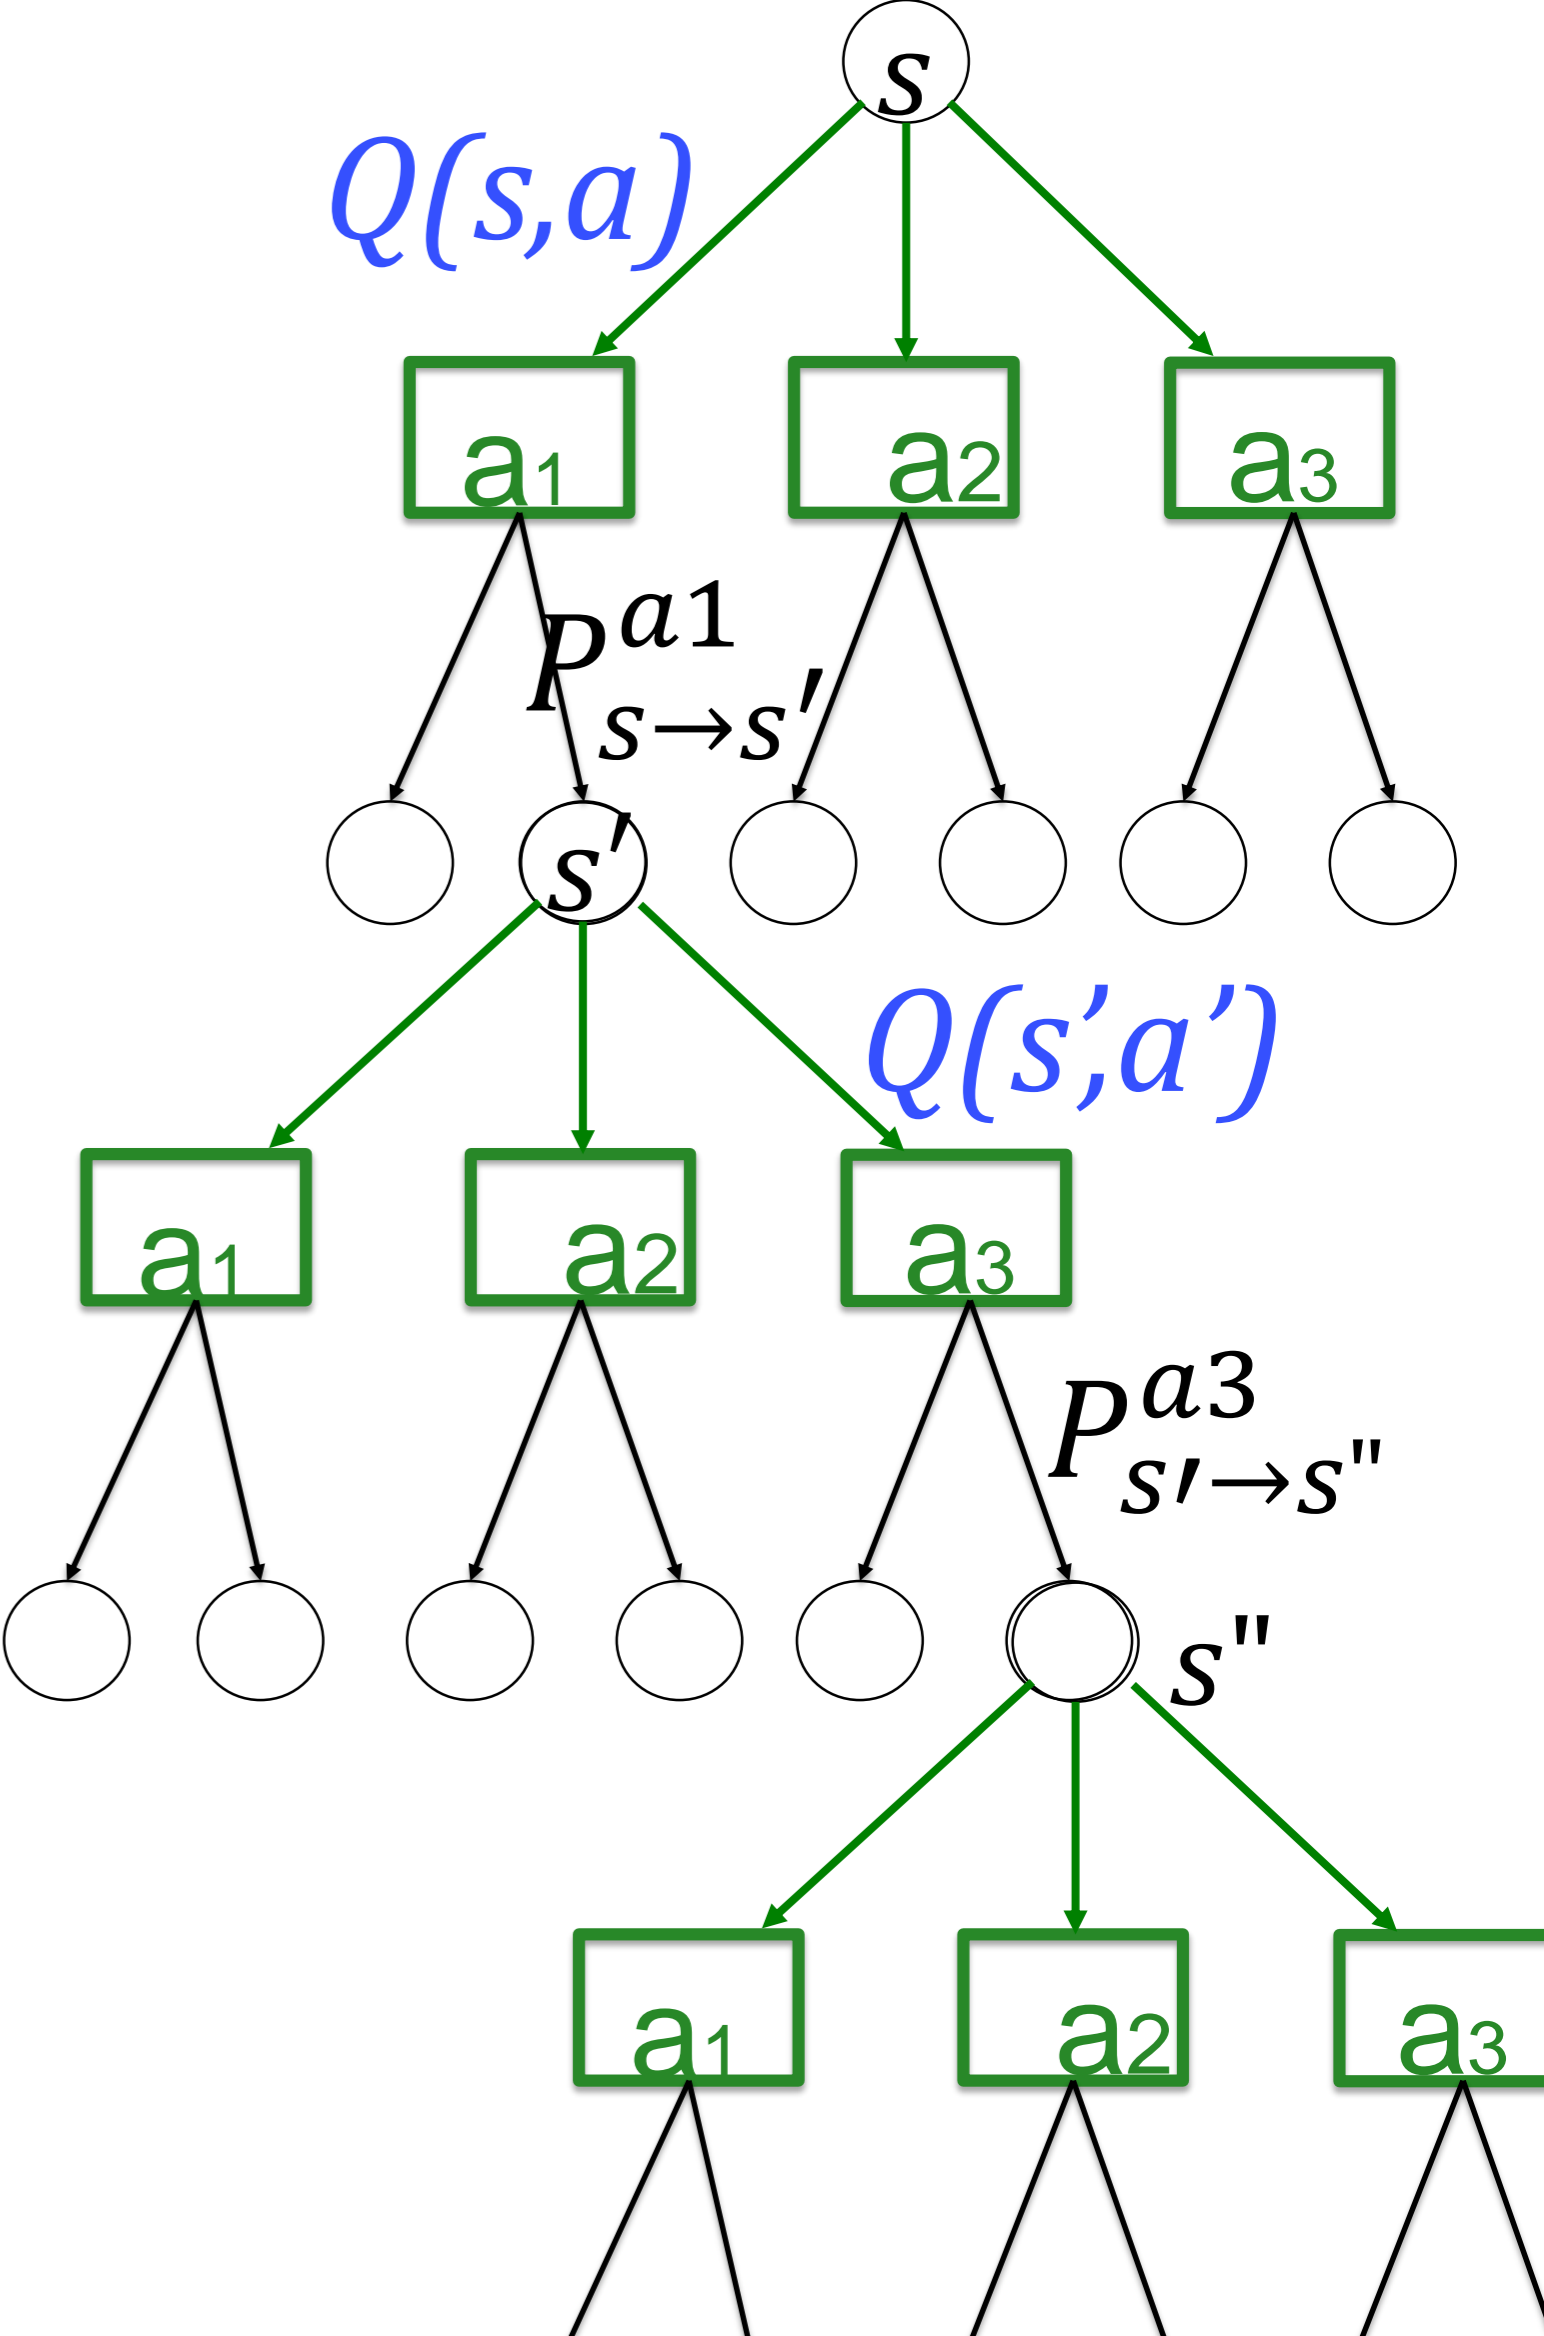 s
Q(s,a)
a1 a2 a3
P a1 s→s′
s′
Q(s’,a’)
a1 a2 a3
P a3 s′→s"
s"
a1 a2 a3